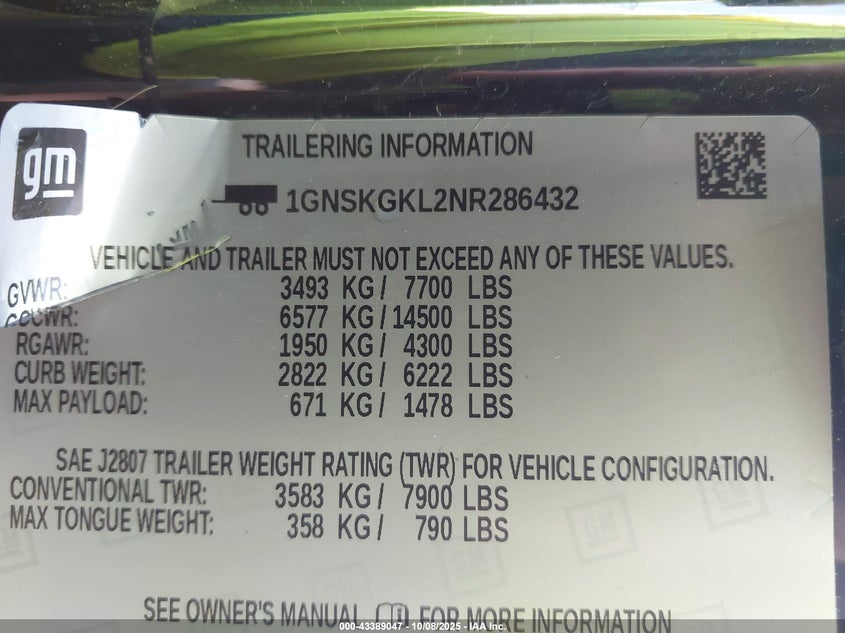 gm
TRAILERING INFORMATION
1GNSKGKL2NR286432
VEHICLE AND TRAILER MUST NOT EXCEED ANY OF THESE VALUES.
GVWR: 3493 KG / 7700 LBS
GCWR: 6577 KG / 14500 LBS
RGAWR: 1950 KG / 4300 LBS
CURB WEIGHT: 2822 KG / 6222 LBS
MAX PAYLOAD: 671 KG / 1478 LBS
SAE J2807 TRAILER WEIGHT RATING (TWR) FOR VEHICLE CONFIGURATION.
CONVENTIONAL TWR: 3583 KG / 7900 LBS
MAX TONGUE WEIGHT: 358 KG / 790 LBS
SEE OWNER'S MANUAL FOR MORE INFORMATION
000-43389047 - 10/08/2025 - IAA Inc.